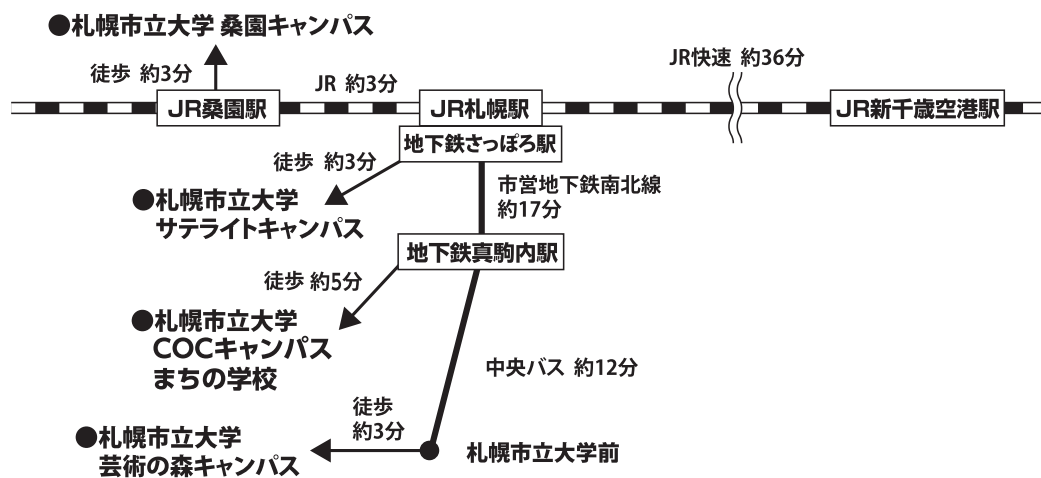 ●札幌市立大学 桑園キャンパス
徒歩 約3分
JR 約3分
JR快速 約36分
JR桑園駅
JR札幌駅
JR新千歳空港駅
地下鉄さっぽろ駅
徒歩 約3分
市営地下鉄南北線
約17分
●札幌市立大学
サテライトキャンパス
地下鉄真駒内駅
徒歩 約5分
●札幌市立大学
COCキャンパス
まちの学校
中央バス 約12分
徒歩
約3分
●札幌市立大学
芸術の森キャンパス
札幌市立大学前